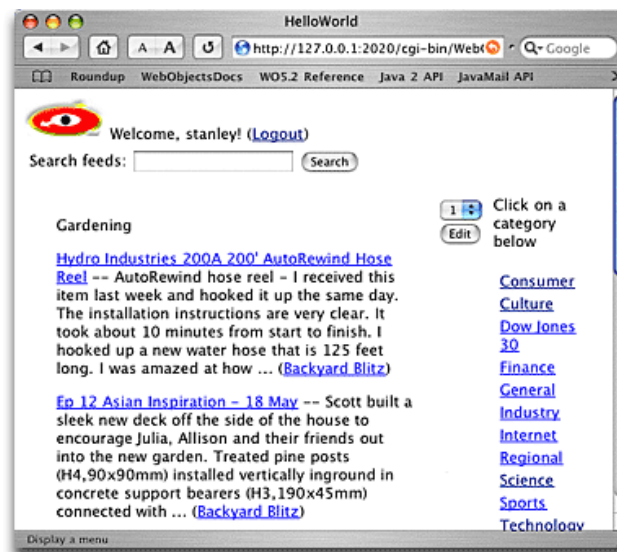 HelloWorld
A A http://127.0.0.1:2020/cgi-bin/Web Google
Roundup WebObjectsDocs WO5.2 Reference Java 2 API JavaMail API
Welcome, stanley! (Logout)
Search feeds: Search
1 Edit
Click on a
category
below
Gardening
Hydro Industries 200A 200' AutoRewind Hose
Reel -- AutoRewind hose reel - I received this
item last week and hooked it up the same day.
The installation instructions are very clear. It
took about 10 minutes from start to finish. I
hooked up a new water hose that is 125 feet
long. I was amazed at how ... (Backyard Blitz)
Ep 12 Asian Inspiration - 18 May -- Scott built a
sleek new deck off the side of the house to
encourage Julia, Allison and their friends out
into the new garden. Treated pine posts
(H4,90x90mm) installed vertically inground in
concrete support bearers (H3,190x45mm)
connected with ... (Backyard Blitz)
Consumer
Culture
Dow Jones
30
Finance
General
Industry
Internet
Regional
Science
Sports
Technology
Display a menu